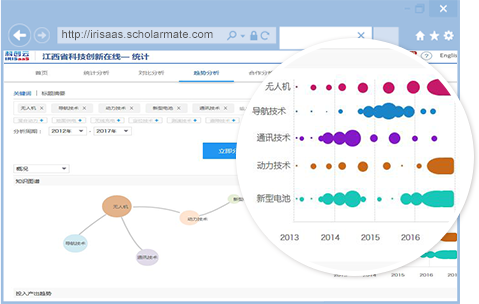 http://irisaas.scholarmate.com
科创云
IRISaaS
江西省科技创新在线— 统计
English
首页 统计分析 对比分析 趋势分析 合作分析
关键词 | 标题摘要
无人机 × 导航技术 × 动力技术 × 新型电池 × 通讯技术
分析周期： 2012年 - 2017年
立即分
概况
知识图谱
无人机
导航技术
通讯技术
动力技术
新型
无人机
导航技术
通讯技术
动力技术
新型电池
2013 2014 2015 2016
投入产出趋势